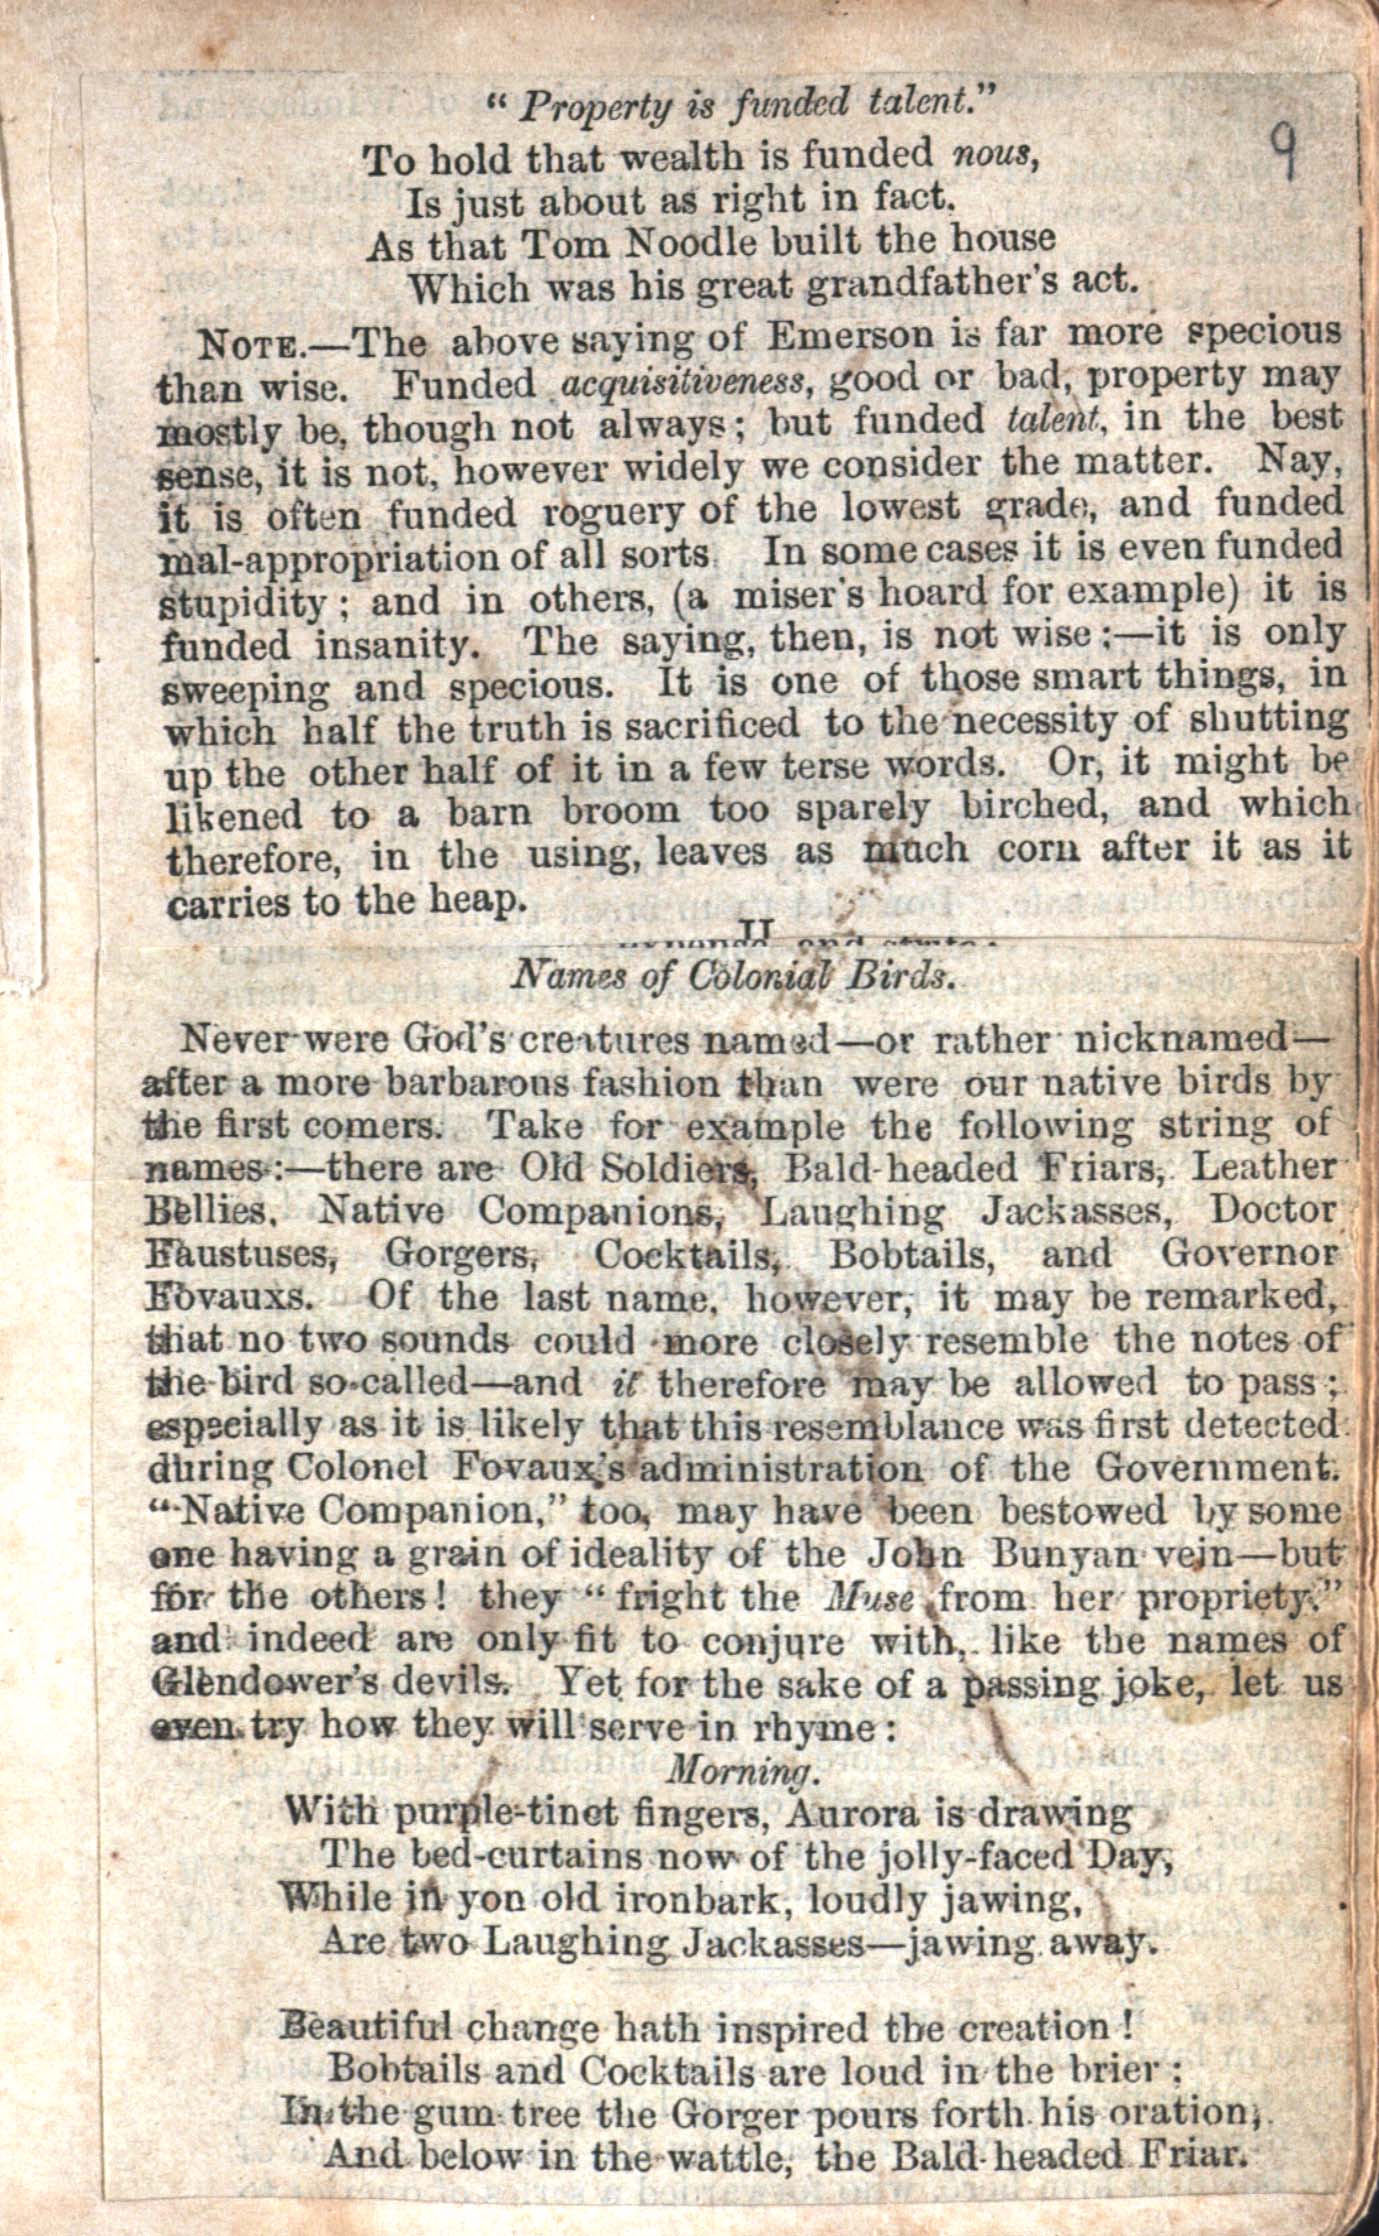 “ Property is funded talent.”
9
To hold that wealth is funded nous,
Is just about as right in fact.
As that Tom Noodle built the house
Which was his great grandfather's act.
NOTE.—The above saying of Emerson is far more specious
than wise. Funded acquisitiveness, good or bad, property may
mostly be, though not always; but funded talent, in the best
sense, it is not, however widely we consider the matter. Nay,
it is often funded roguery of the lowest grade, and funded
mal-appropriation of all sorts. In some cases it is even funded
stupidity; and in others, (a miser's hoard for example) it is
funded insanity. The saying, then, is not wise;—it is only
sweeping and specious. It is one of those smart things, in
which half the truth is sacrificed to the necessity of shutting
up the other half of it in a few terse words. Or, it might be
likened to a barn broom too sparely birched, and which
therefore, in the using, leaves as much corn after it as it
carries to the heap.
Names of Colonial Birds.
Never were God's creatures named—or rather nicknamed—
after a more barbarous fashion than were our native birds by
the first comers. Take for example the following string of
names:—there are Old Soldiers, Bald-headed Friars, Leather
Bellies, Native Companions, Laughing Jackasses, Doctor
Faustuses, Gorgers, Cocktails, Bobtails, and Governor
Fovauxs. Of the last name, however, it may be remarked,
that no two sounds could more closely resemble the notes of
the bird so-called—and it therefore may be allowed to pass;
especially as it is likely that this resemblance was first detected
during Colonel Fovaux's administration of the Government.
“Native Companion,” too, may have been bestowed by some
one having a grain of ideality of the John Bunyan vein—but
for the others! they “fright the Muse from her propriety.”
and indeed are only fit to conjure with, like the names of
Glendower's devils. Yet for the sake of a passing joke, let us
even try how they will serve in rhyme:
Morning.
With purple-tinct fingers, Aurora is drawing
The bed-curtains now of the jolly-faced Day,
While in yon old ironbark, loudly jawing,
Are two Laughing Jackasses—jawing away.
Beautiful change hath inspired the creation!
Bobtails and Cocktails are loud in the brier;
In the gum tree the Gorger pours forth his oration,
And below in the wattle, the Bald-headed Friar.